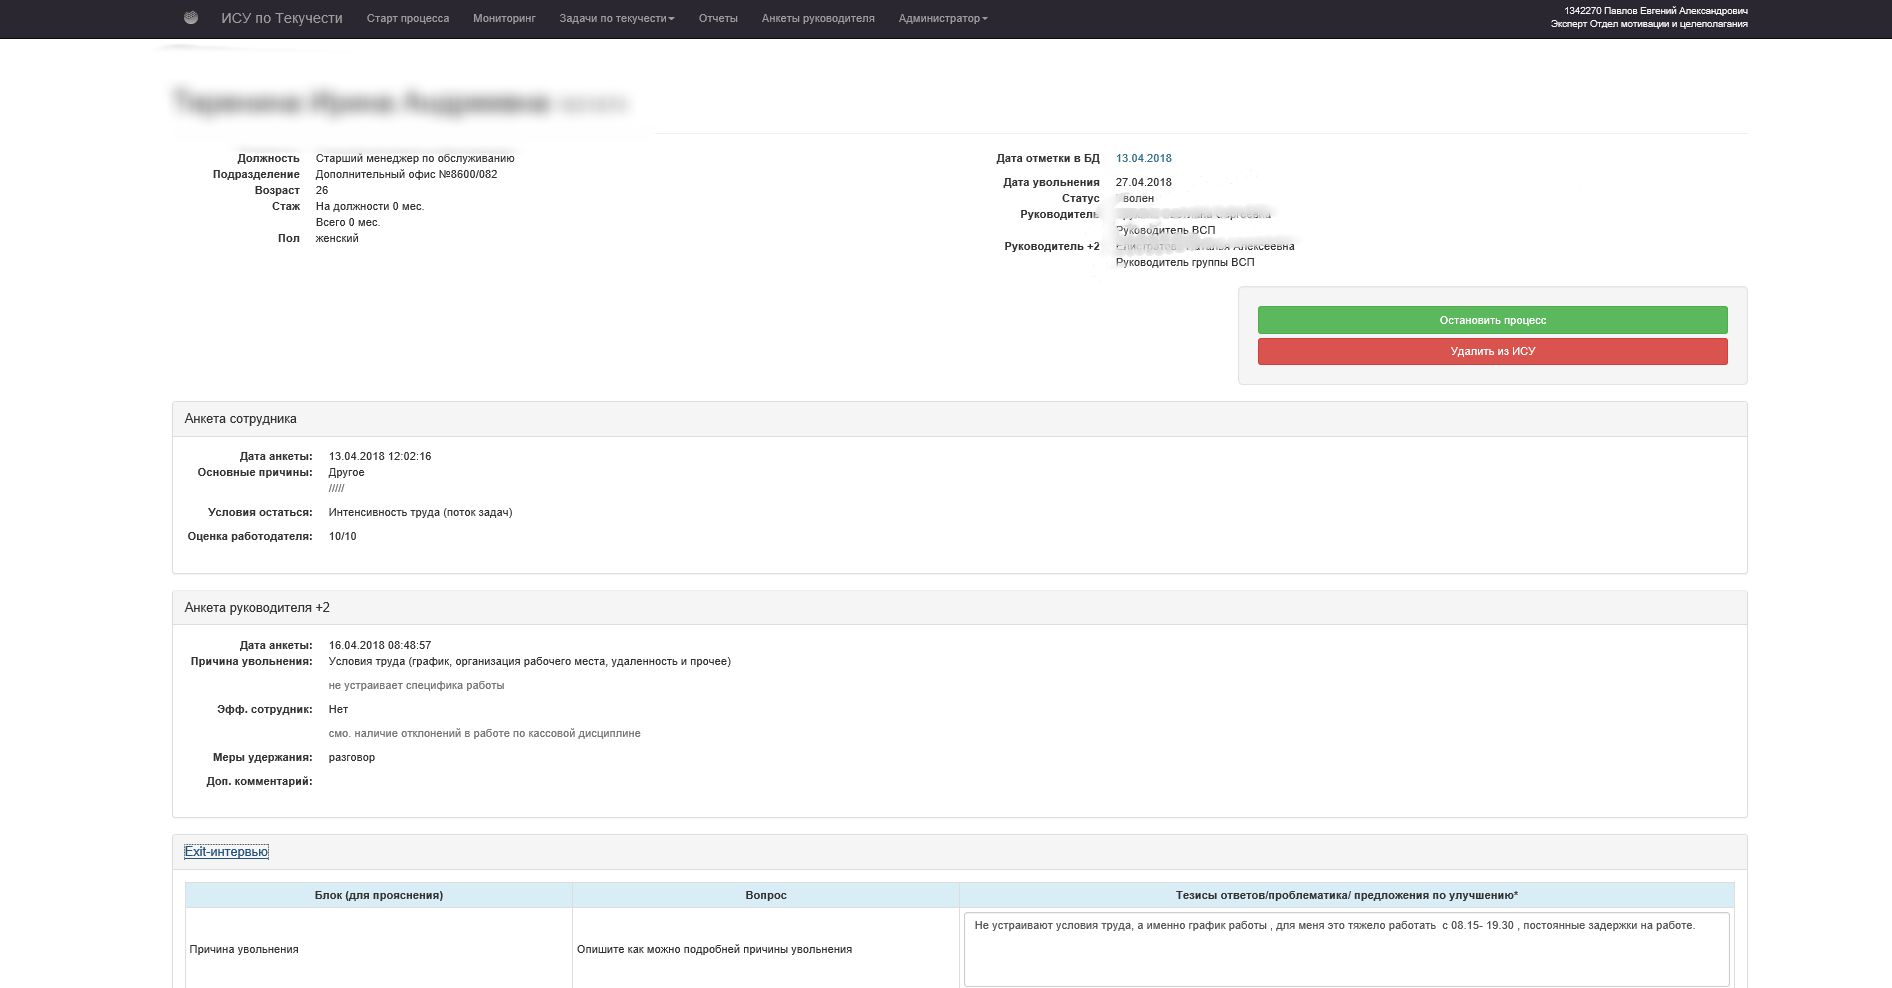 ИСУ по Текучести Старт процесса Мониторинг Задачи по текучести Отчеты Анкеты руководителя Администратор
1342270 Павлов Евгений Александрович
Эксперт Отдел мотивации и целеполагания
Должность Старший менеджер по обслуживанию
Подразделение Дополнительный офис №8600/082
Возраст 26
Стаж На должности 0 мес.
Всего 0 мес.
Пол женский
Дата отметки в БД 13.04.2018
Дата увольнения 27.04.2018
Статус
Руководитель
Руководитель ВСП
Руководитель +2 Алексеевна
Руководитель группы ВСП
Остановить процесс
Удалить из ИСУ
Анкета сотрудника
Дата анкеты: 13.04.2018 12:02:16
Основные причины: Другое
/////
Условия остаться: Интенсивность труда (поток задач)
Оценка работодателя: 10/10
Анкета руководителя +2
Дата анкеты: 16.04.2018 08:48:57
Причина увольнения: Условия труда (график, организация рабочего места, удаленность и прочее)
не устраивает специфика работы
Эфф. сотрудник: Нет
смо. наличие отклонений в работе по кассовой дисциплине
Меры удержания: разговор
Доп. комментарий:
Exit-интервью
Блок (для прояснения) Вопрос Тезисы ответов/проблематика/ предложения по улучшению*
Причина увольнения Опишите как можно подробней причины увольнения Не устраивают условия труда, а именно график работы , для меня это тяжело работать с 08.15- 19.30 , постоянные задержки на работе.